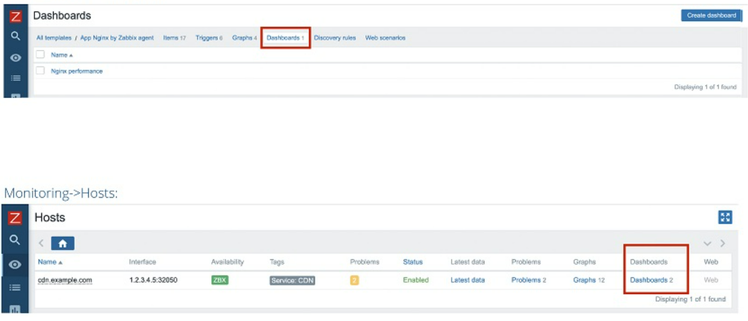 Z Dashboards Create dashboard
All templates / App Nginx by Zabbix agent Items 17 Triggers 6 Graphs 4 Dashboards 1 Discovery rules Web scenarios
Name
Nginx performance
Displaying 1 of 1 found
Monitoring->Hosts:
Z Hosts
Name Interface Availability Tags Problems Status Latest data Problems Graphs Dashboards Web
cdn.example.com 1.2.3.4.5:32050 ZBX Service: CDN 2 Enabled Latest data Problems 2 Graphs 12 Dashboards 2 Web
Displaying 1 of 1 found